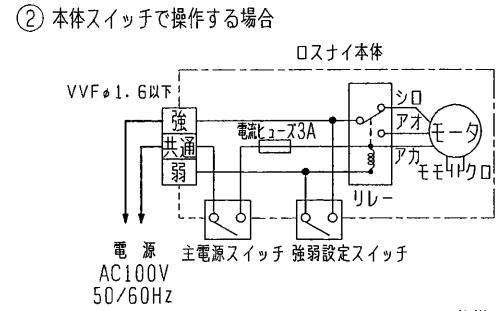 ② 本体スイッチで操作する場合
ロスナイ本体
VVFφ1.6以下
強
共通
弱
電流ヒューズ3A
シロ
アオ
アカ
モータ
モモ
クロ
リレー
主電源スイッチ
強弱設定スイッチ
電源
AC100V
50/60Hz